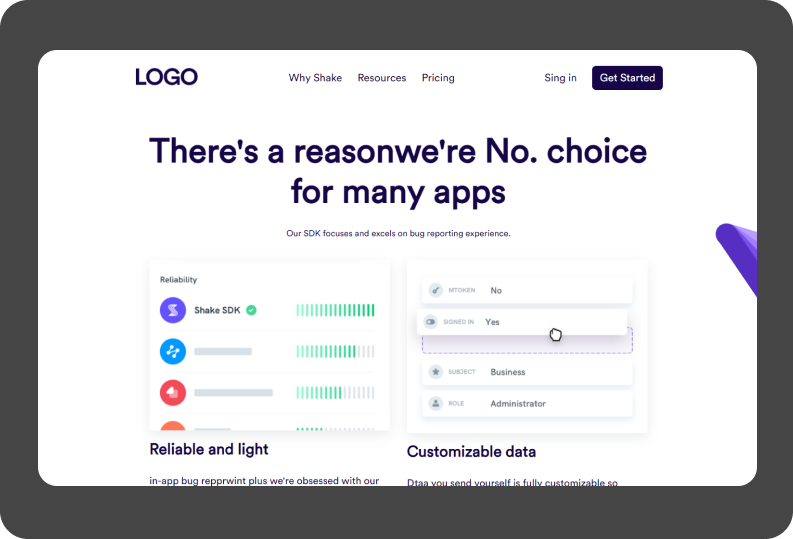 LOGO
Why Shake Resources Pricing Sing in Get Started
There's a reasonwe're No. choice
for many apps
Our SDK focuses and excels on bug reporting experience.
Reliability
Shake SDK
MTOKEN No
SIGNED IN Yes
SUBJECT Business
ROLE Administrator
Reliable and light
Customizable data
in-app bug repprwint plus we're obsessed with our
Dtaa you send yourself is fully customizable so